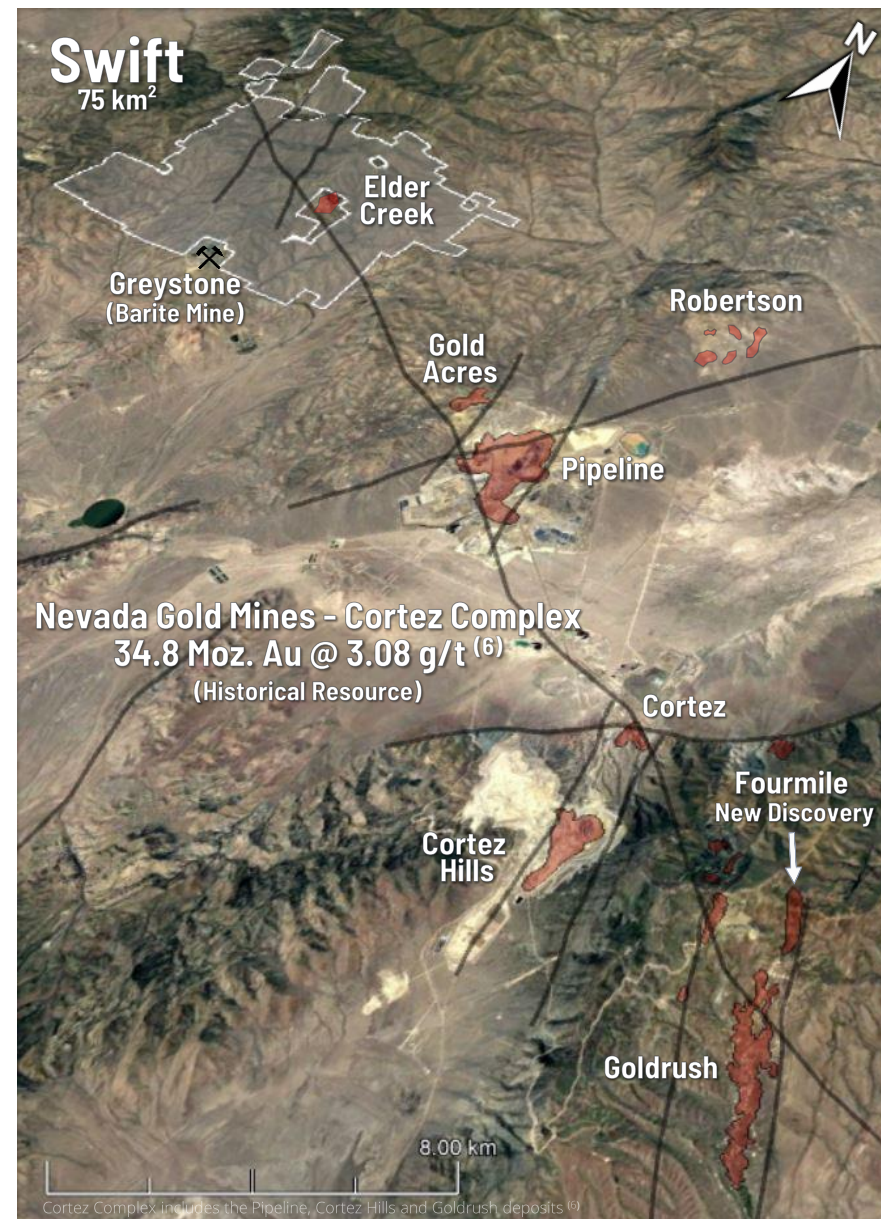 Swift
75 km²
N
Elder
Creek
Greystone
(Barite Mine)
Robertson
Gold
Acres
Pipeline
Nevada Gold Mines - Cortez Complex
34.8 Moz. Au @ 3.08 g/t (6)
(Historical Resource)
Cortez
Fourmile
New Discovery
Cortez
Hills
Goldrush
8.00 km
Cortez Complex includes the Pipeline, Cortez Hills and Goldrush deposits (6)